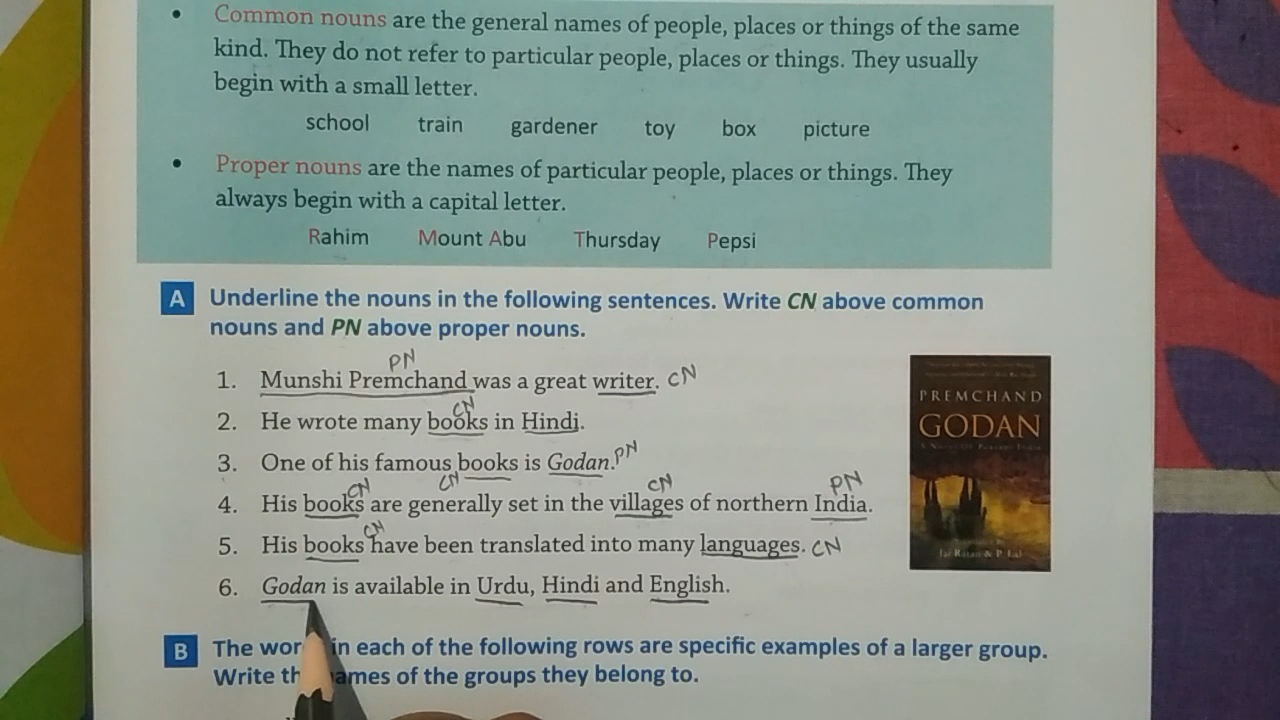 • Common nouns are the general names of people, places or things of the same
kind. They do not refer to particular people, places or things. They usually
begin with a small letter.
school train gardener toy box picture
• Proper nouns are the names of particular people, places or things. They
always begin with a capital letter.
Rahim Mount Abu Thursday Pepsi
A Underline the nouns in the following sentences. Write CN above common
nouns and PN above proper nouns.
PN
1. Munshi Premchand was a great writer. CN
CN
2. He wrote many books in Hindi.
3. One of his famous books is Godan. PN
CN CN CN PN
4. His books are generally set in the villages of northern India.
CN
5. His books have been translated into many languages. CN
6. Godan is available in Urdu, Hindi and English.
B The wor in each of the following rows are specific examples of a larger group.
Write th ames of the groups they belong to.
PREMCHAND
GODAN